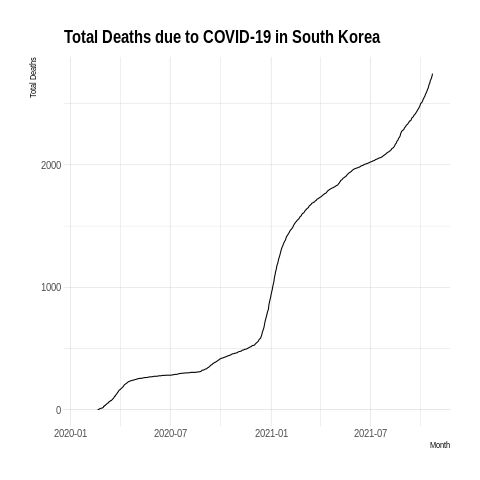 Total Deaths due to COVID-19 in South Korea
Total Deaths
2000
1000
0
2020-01 2020-07 2021-01 2021-07
Month